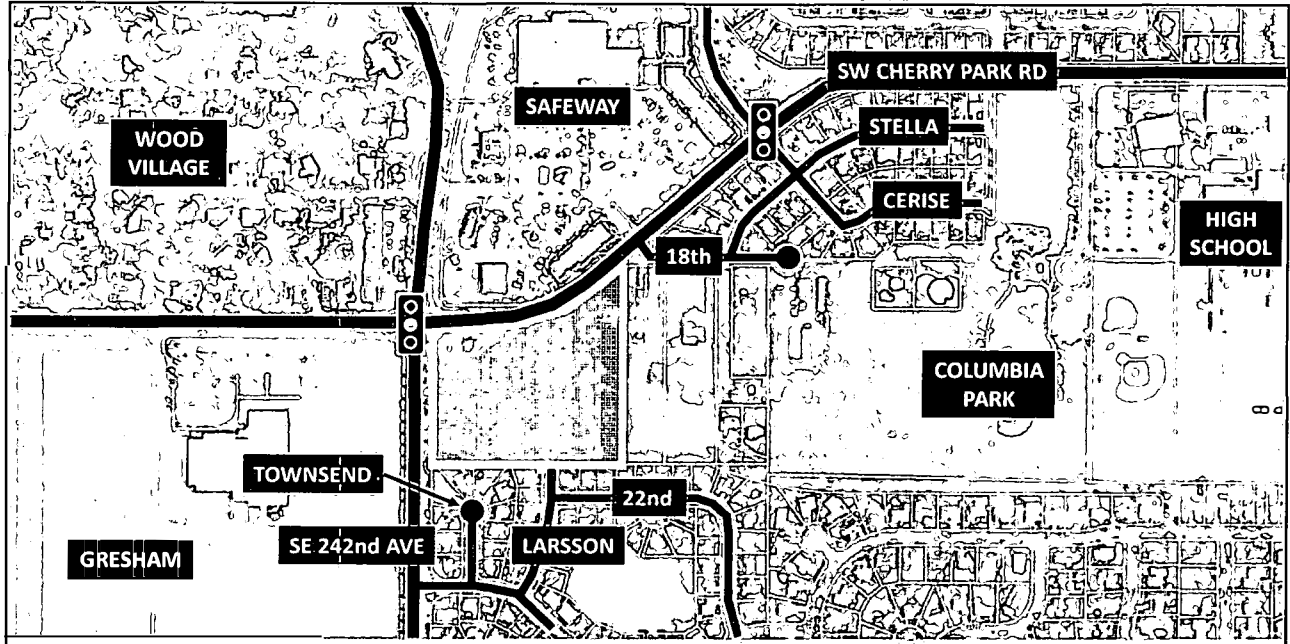 SW CHERRY PARK RD
SAFEWAY
STELLA
WOOD
VILLAGE
CERISE
HIGH
SCHOOL
18th
COLUMBIA
PARK
TOWNSEND
22nd
SE 242nd AVE
LARSSON
GRESHAM